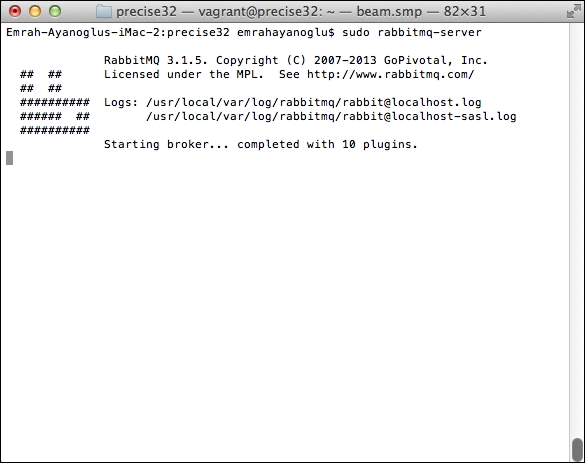 precise32 — vagrant@precise32: ~ — beam.smp — 82×31
Emrah-Ayanoglus-iMac-2:precise32 emrahayanoglu$ sudo rabbitmq-server
RabbitMQ 3.1.5. Copyright (C) 2007-2013 GoPivotal, Inc.
## ## Licensed under the MPL. See http://www.rabbitmq.com/
## ##
########## Logs: /usr/local/var/log/rabbitmq/rabbit@localhost.log
###### ## /usr/local/var/log/rabbitmq/rabbit@localhost-sasl.log
##########
Starting broker... completed with 10 plugins.